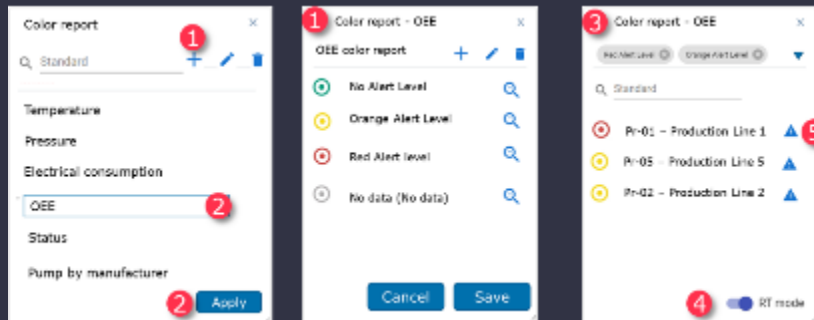 Color report ×
1
Standard
Temperature
Pressure
Electrical consumption
OEE 2
Status
Pump by manufacturer
2 Apply
1 Color report - OEE ×
OEE color report
No Alert Level
Orange Alert Level
Red Alert level
No data (No data)
Cancel Save
3 Color report - OEE ×
Red Alert Level Orange Alert Level
Standard
Pr-01 – Production Line 1 5
Pr-05 - Production Line 5
Pr-02 – Production Line 2
4 RT mode